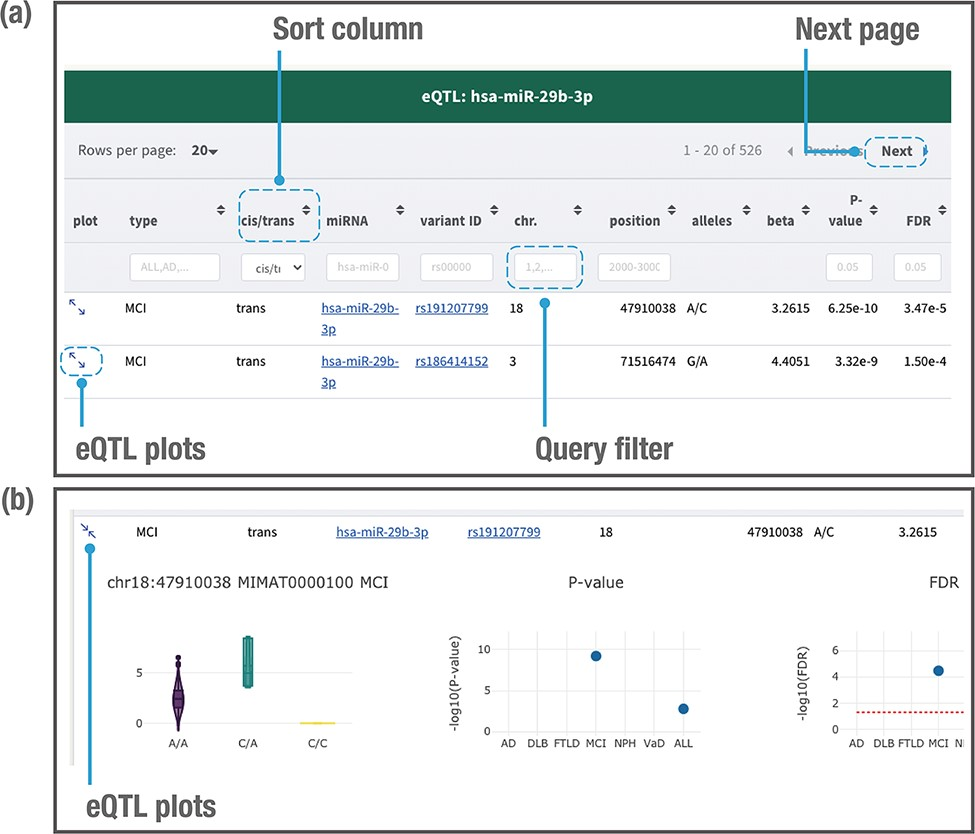 (a)
Sort column
Next page
eQTL: hsa-miR-29b-3p
Rows per page: 20
1 - 20 of 526 Previous Next
plot type cis/trans miRNA variant ID chr. position alleles beta P-value FDR
ALL,AD,... cis/tr hsa-miR-0 rs00000 1,2,... 2000-300( 0.05 0.05
MCI trans hsa-miR-29b-3p rs191207799 18 47910038 A/C 3.2615 6.25e-10 3.47e-5
MCI trans hsa-miR-29b-3p rs186414152 3 71516474 G/A 4.4051 3.32e-9 1.50e-4
eQTL plots
Query filter
(b)
MCI trans hsa-miR-29b-3p rs191207799 18 47910038 A/C 3.2615
chr18:47910038 MIMAT0000100 MCI
5
0
A/A C/A C/C
P-value
-log10(P-value)
10
5
0
AD DLB FTLD MCI NPH VaD ALL
FDR
-log10(FDR)
6
4
2
0
AD DLB FTLD MCI
eQTL plots